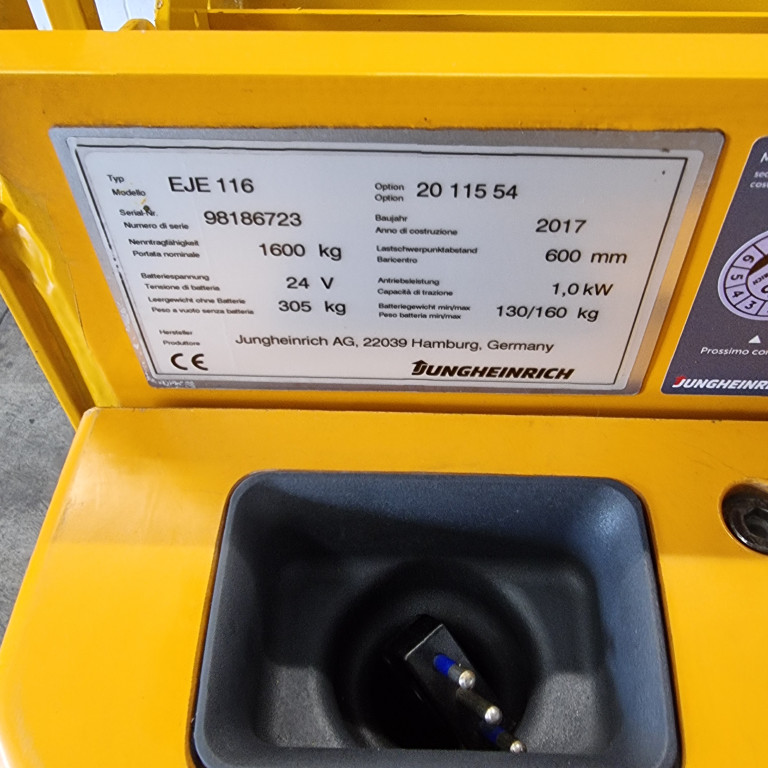 Typ
Modello
EJE 116
Option
Option
20 115 54
Serial-Nr.
Numero di serie
98186723
Baujahr
Anno di costruzione
2017
Nenntragfähigkeit
Portata nominale
1600 kg
Lastschwerpunktabstand
Baricentro
600 mm
Batteriespannung
Tensione di batteria
24 V
Antriebsleistung
Capacità di trazione
1,0 kW
Leergewicht ohne Batterie
Peso a vuoto senza batteria
305 kg
Batteriegewicht min/max
Peso batteria min/max
130/160 kg
Hersteller
Produttore
Jungheinrich AG, 22039 Hamburg, Germany
CE
JUNGHEINRICH
Prossimo
JUNGHEINR